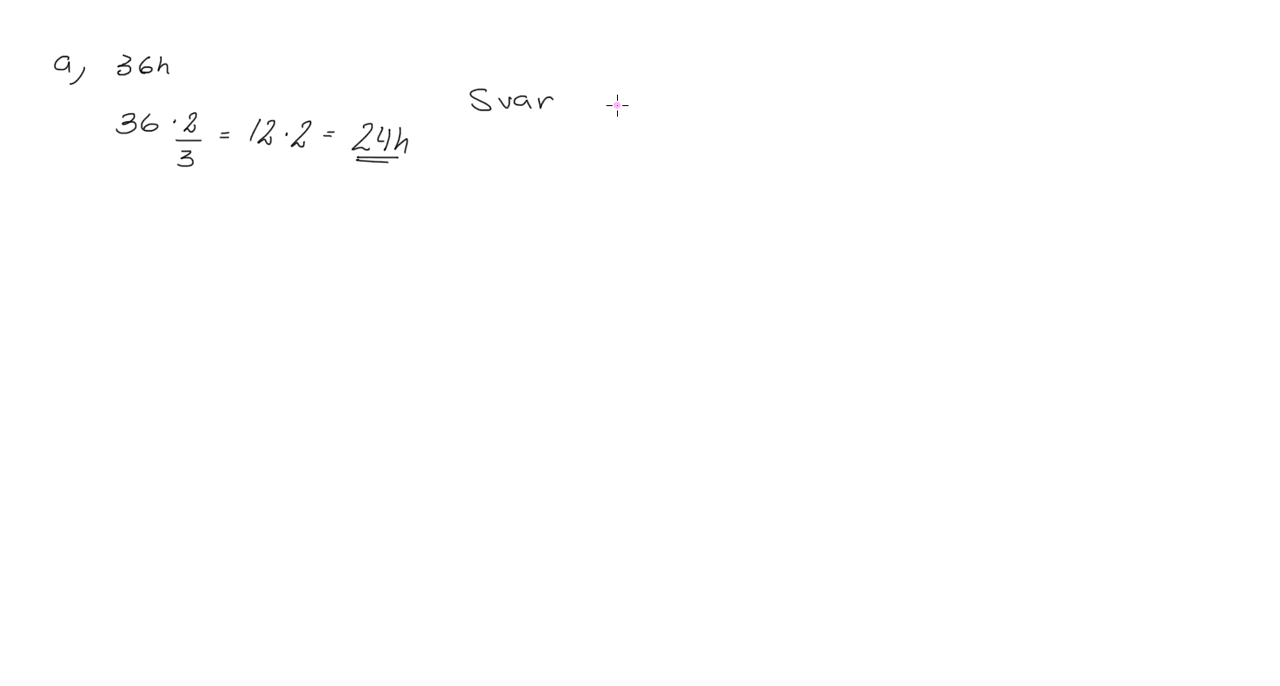 a, 36h
36 · 2/3 = 12 · 2 = 24h
Svar